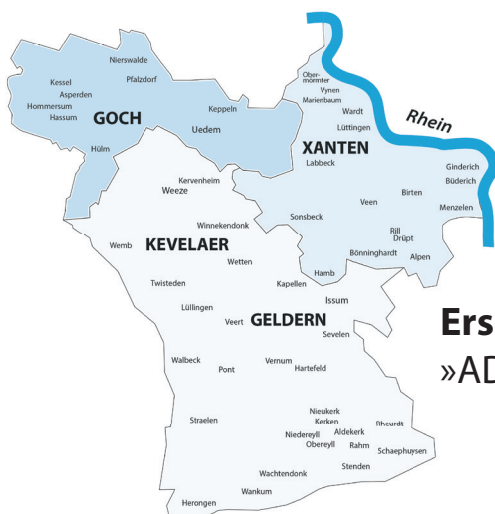 Nierswalde
Kessel
Pfalzdorf
Asperden
Hommersum
Hassum
GOCH
Keppeln
Uedem
Hülm
Ober-
mörmter
Vynen
Marienbaum
Wardt
Lüttingen
Rhein
XANTEN
Labbeck
Ginderich
Büderich
Birten
Veen
Menzelen
Sonsbeck
Rill
Drüpt
Bönninghardt
Alpen
Hamb
Kervenheim
Weeze
Winnekendonk
Wemb
KEVELAER
Wetten
Twisteden
Kapellen
Issum
Lüllingen
Veert
GELDERN
Sevelen
Ers
»AD
Walbeck
Pont
Vernum
Hartefeld
Straelen
Nieukerk
Kerken
Niedereyll
Aldekerk
Obereyll
Rahm
Schaephuysen
Stenden
Wachtendonk
Wankum
Herongen